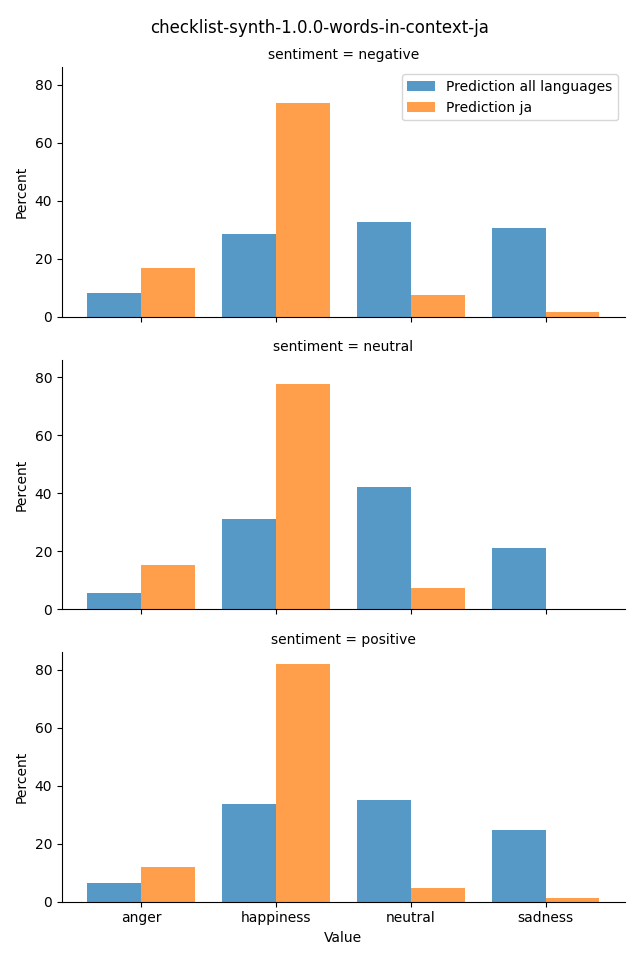 checklist-synth-1.0.0-words-in-context-ja
sentiment = negative
Prediction all languages
Prediction ja
80
60
40
20
0
Percent
sentiment = neutral
80
60
40
20
0
Percent
sentiment = positive
80
60
40
20
0
Percent
anger happiness neutral sadness
Value